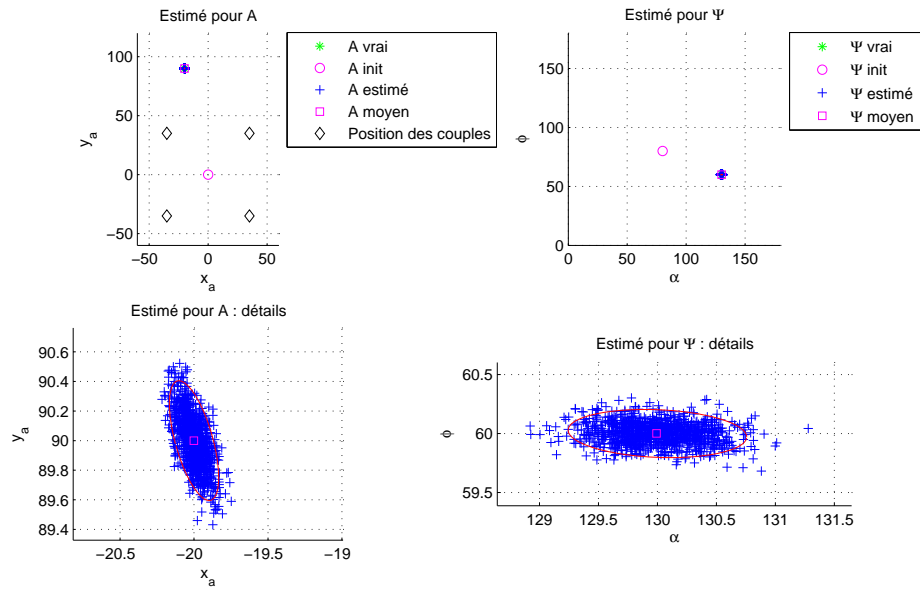 Estimé pour A
100
50
0
−50
y_a
−50
0
50
x_a
A vrai
A init
A estimé
A moyen
Position des couples
Estimé pour Ψ
150
100
50
0
ϕ
0
50
100
150
α
Ψ vrai
Ψ init
Ψ estimé
Ψ moyen
Estimé pour A : détails
90.6
90.4
90.2
90
89.8
89.6
89.4
y_a
−20.5
−20
−19.5
−19
x_a
Estimé pour Ψ : détails
60.5
60
59.5
ϕ
129
129.5
130
130.5
131
131.5
α